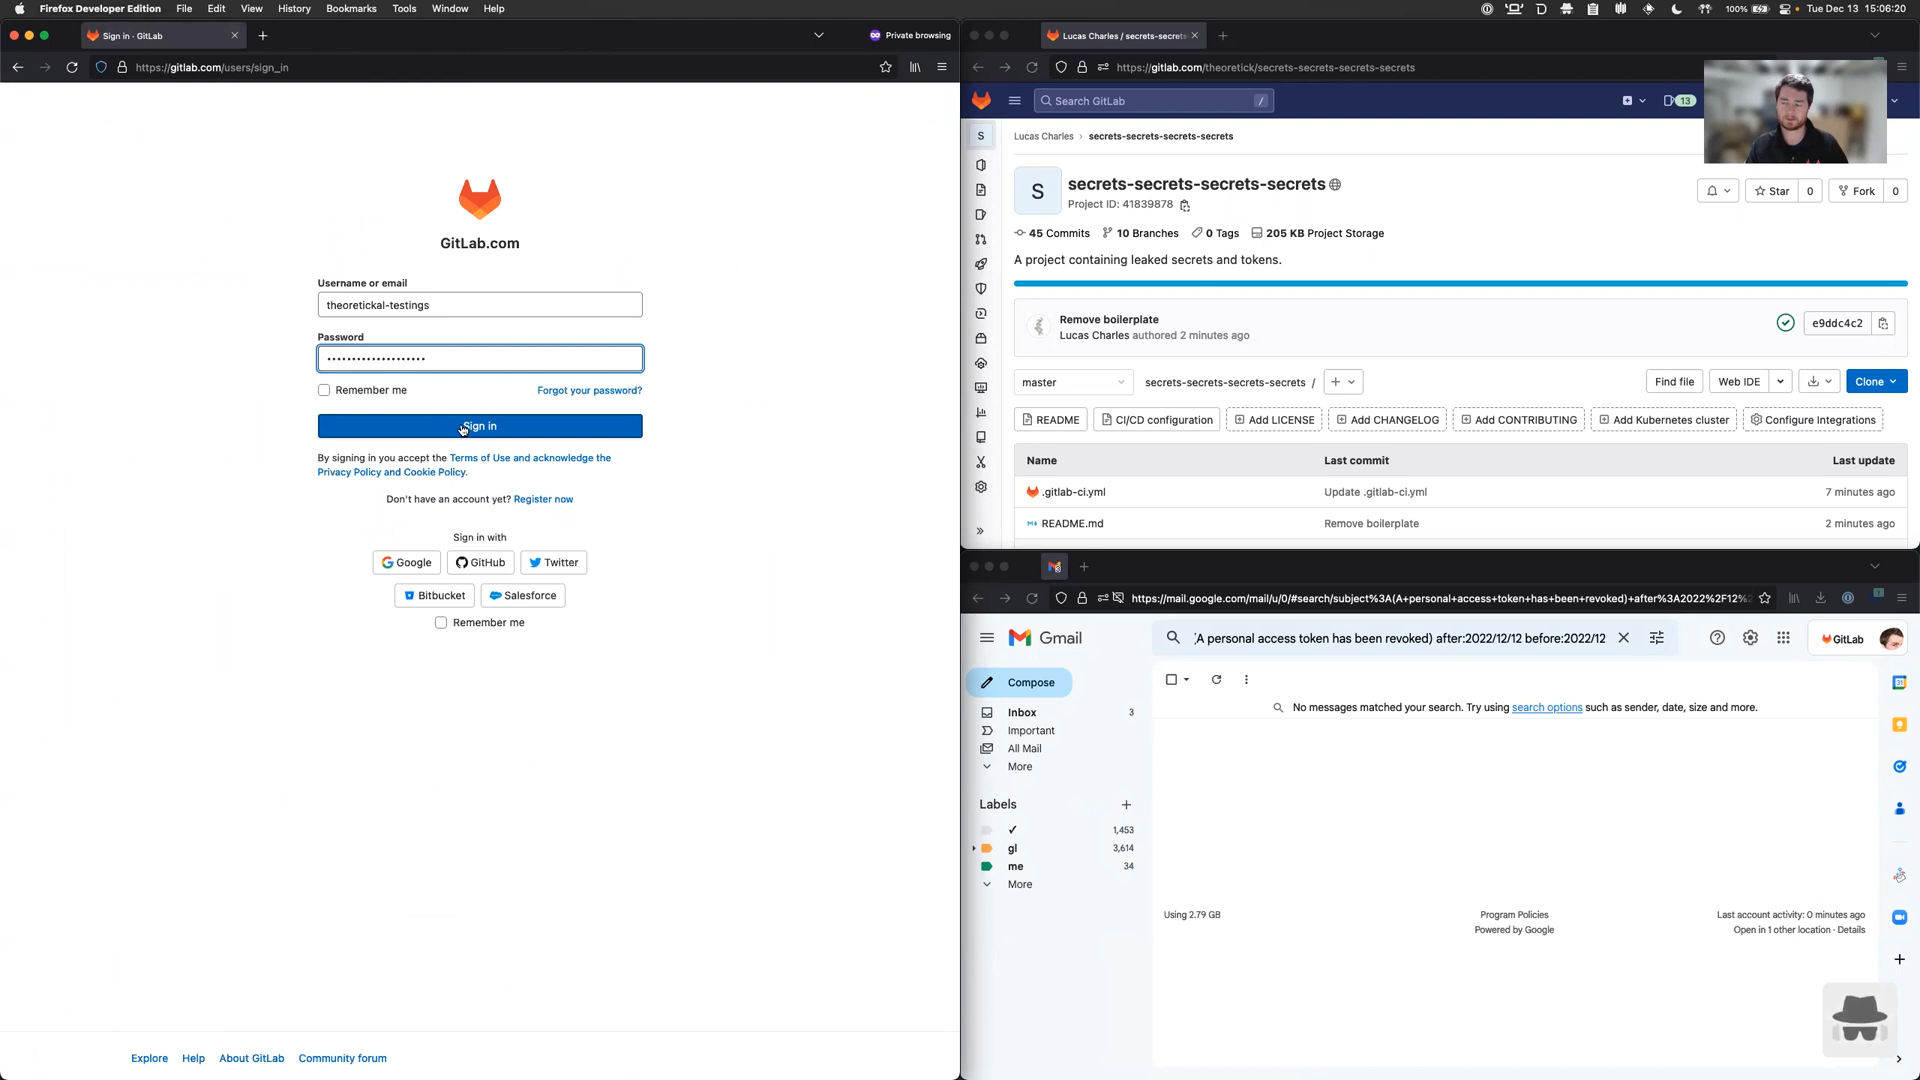 Firefox Developer Edition File Edit View History Bookmarks Tools Window Help
100% Tue Dec 13 15:06:20
Sign in · GitLab
Private browsing
https://gitlab.com/users/sign_in
GitLab.com
Username or email
theoretickal-testings
Password
Remember me
Forgot your password?
Sign in
By signing in you accept the Terms of Use and acknowledge the
Privacy Policy and Cookie Policy.
Don't have an account yet? Register now
Sign in with
Google GitHub Twitter
Bitbucket Salesforce
Remember me
Explore Help About GitLab Community forum
Lucas Charles / secrets-secrets
https://gitlab.com/theoretick/secrets-secrets-secrets-secrets
Search GitLab /
13
S
Lucas Charles › secrets-secrets-secrets-secrets
S
secrets-secrets-secrets-secrets
Project ID: 41839878
Star 0
Fork 0
45 Commits 10 Branches 0 Tags 205 KB Project Storage
A project containing leaked secrets and tokens.
Remove boilerplate
Lucas Charles authored 2 minutes ago
e9ddc4c2
master
secrets-secrets-secrets-secrets / +
Find file
Web IDE
Clone
README CI/CD configuration Add LICENSE Add CHANGELOG Add CONTRIBUTING Add Kubernetes cluster Configure Integrations
Name Last commit Last update
.gitlab-ci.yml Update .gitlab-ci.yml 7 minutes ago
README.md Remove boilerplate 2 minutes ago
https://mail.google.com/mail/u/0/#search/subject%3A(A+personal+access+token+has+been+revoked)+after%3A2022%2F12%2
Gmail
(A personal access token has been revoked) after:2022/12/12 before:2022/12
GitLab
Compose
Inbox 3
Important
All Mail
More
Labels
✓ 1,453
gl 3,614
me 34
More
No messages matched your search. Try using search options such as sender, date, size and more.
Using 2.79 GB
Program Policies
Powered by Google
Last account activity: 0 minutes ago
Open in 1 other location · Details